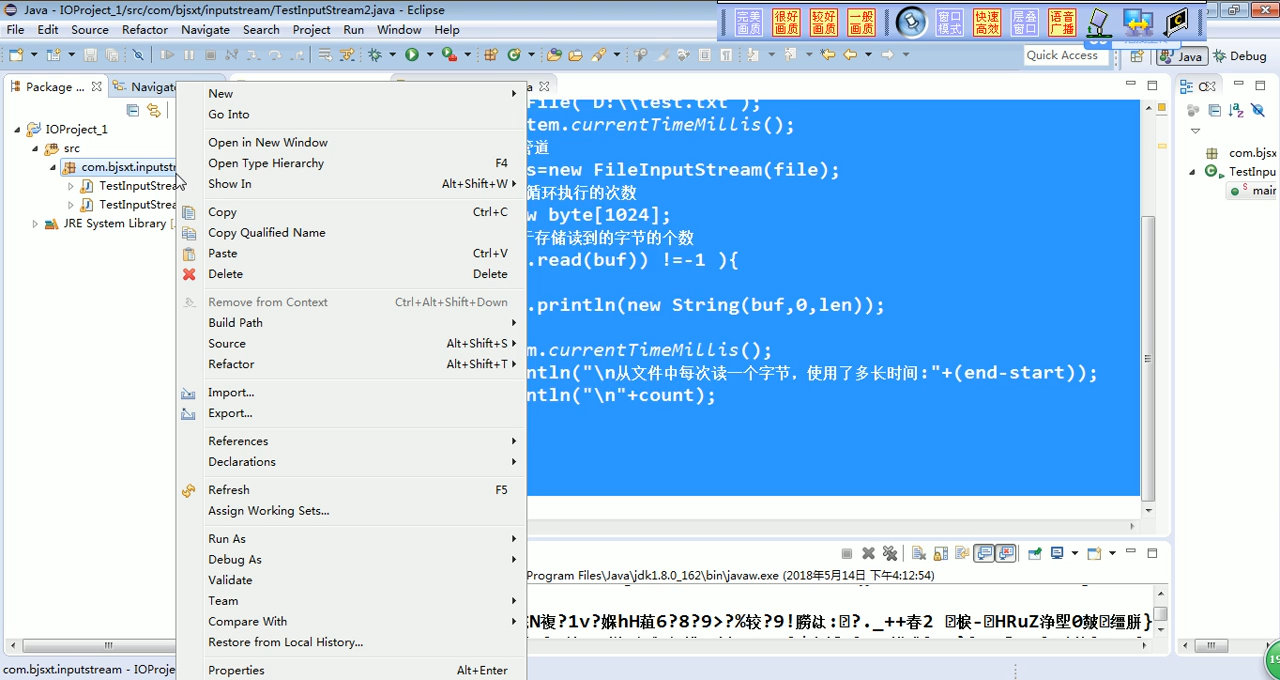 Java - IOProject_1/src/com/bjsxt/inputstream/TestInputStream2.java - Eclipse
完美画质 很好画质 较好画质 一般画质 窗口模式 快速高效 层叠窗口 语音广播
File Edit Source Refactor Navigate Search Project Run Window Help
Quick Access Java Debug
Package ... Navigat
IOProject_1
src
com.bjsxt.inputstr
TestInputStrea
TestInputStrea
JRE System Library [
New
Go Into
Open in New Window
Open Type Hierarchy F4
Show In Alt+Shift+W
Copy Ctrl+C
Copy Qualified Name
Paste Ctrl+V
Delete Delete
Remove from Context Ctrl+Alt+Shift+Down
Build Path
Source Alt+Shift+S
Refactor Alt+Shift+T
Import...
Export...
References
Declarations
Refresh F5
Assign Working Sets...
Run As
Debug As
Validate
Team
Compare With
Restore from Local History...
Properties Alt+Enter
File("D:\\test.txt");
tem.currentTimeMillis();
管道
s=new FileInputStream(file);
循环执行的次数
w byte[1024];
于存储读到的字节的个数
.read(buf)) !=-1 ){
.println(new String(buf,0,len));
m.currentTimeMillis();
ntln("\n从文件中每次读一个字节，使用了多长时间:"+(end-start));
ntln("\n"+count);
com.bjsx
TestInpu
main
Program Files\Java\jdk1.8.0_162\bin\javaw.exe (2018年5月14日 下午4:12:54)
com.bjsxt.inputstream - IOProje